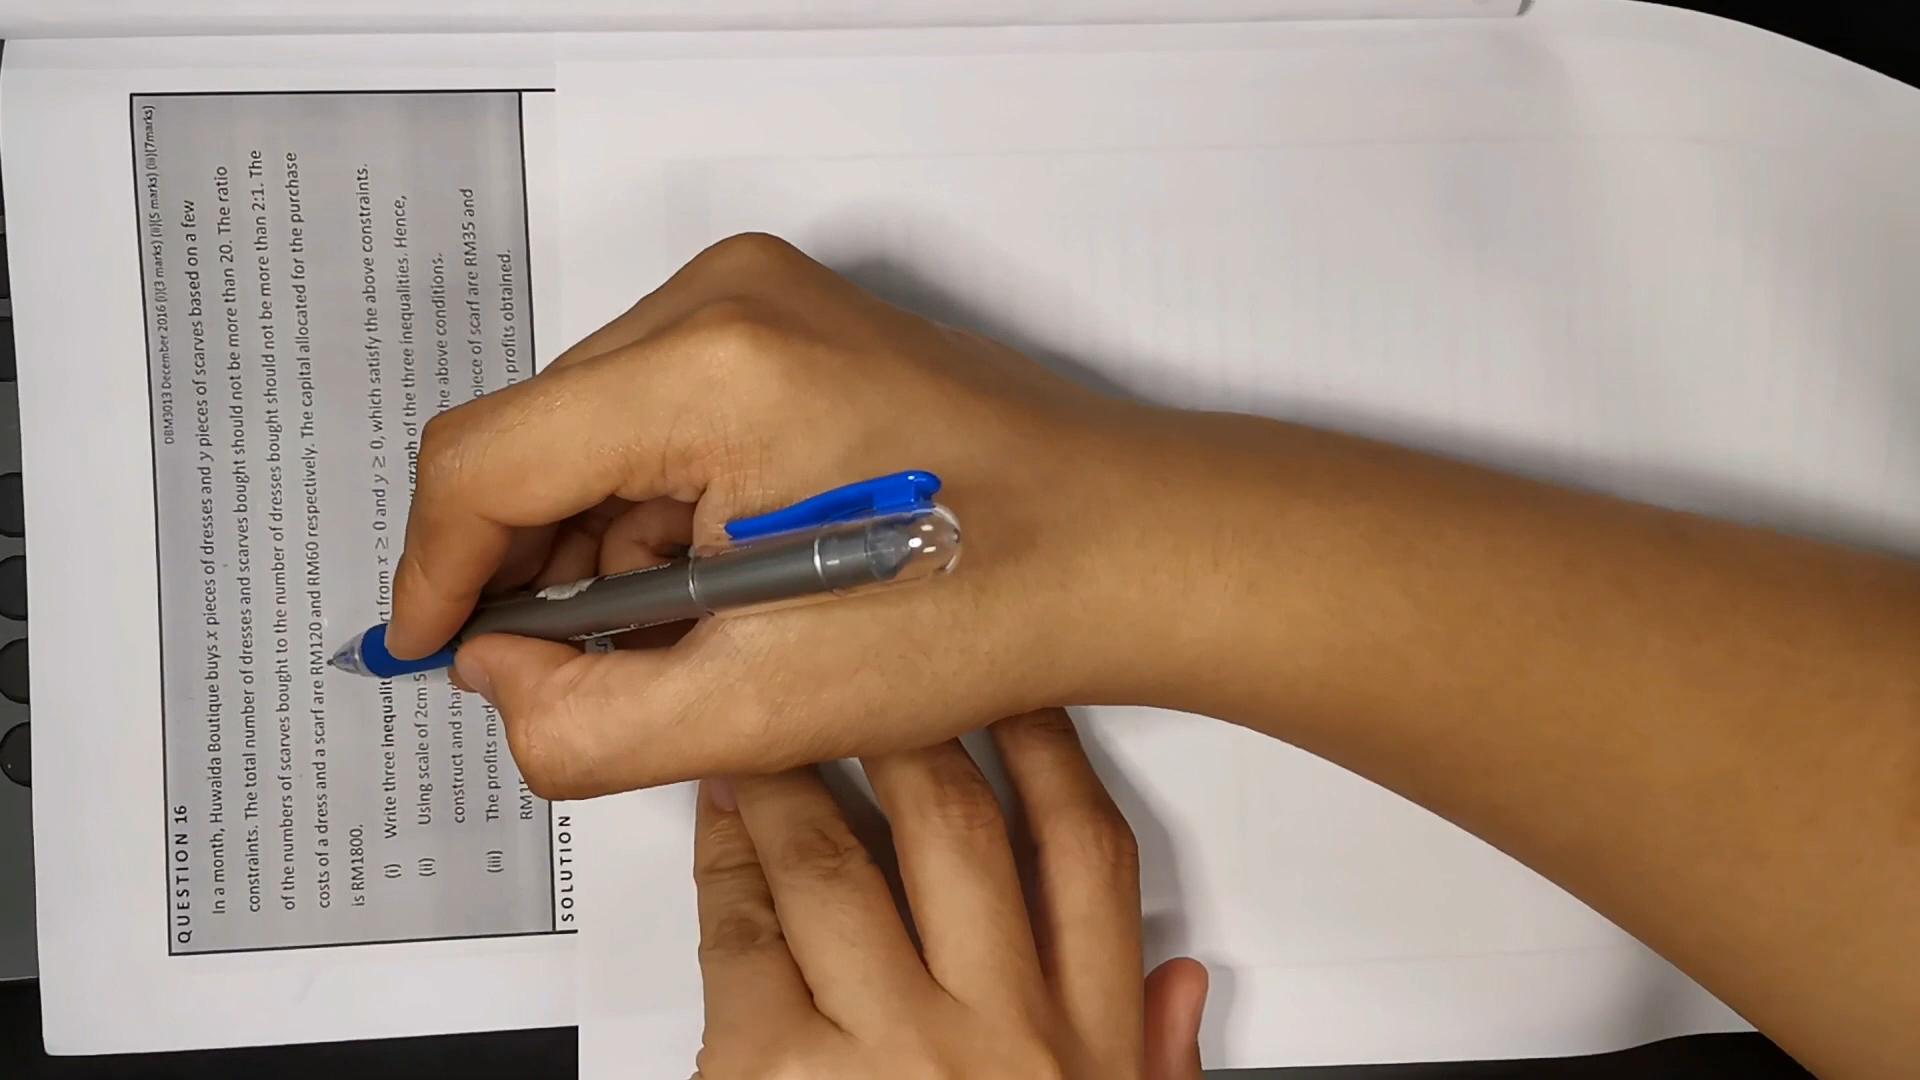 DBM3013 December 2016 (i)(3 marks) (ii)(5 marks) (iii)(7marks)
QUESTION 16
In a month, Huwaida Boutique buys x pieces of dresses and y pieces of scarves based on a few
constraints. The total number of dresses and scarves bought should not be more than 20. The ratio
of the numbers of scarves bought to the number of dresses bought should not be more than 2:1. The
costs of a dress and a scarf are RM120 and RM60 respectively. The capital allocated for the purchase
is RM1800.
(i) Write three inequalit rt from x ≥ 0 and y ≥ 0, which satisfy the above constraints.
(ii) Using scale of 2cm:5 graph of the three inequalities. Hence,
construct and shad he above conditions.
(iii) The profits mad piece of scarf are RM35 and
RM1 profits obtained.
SOLUTION